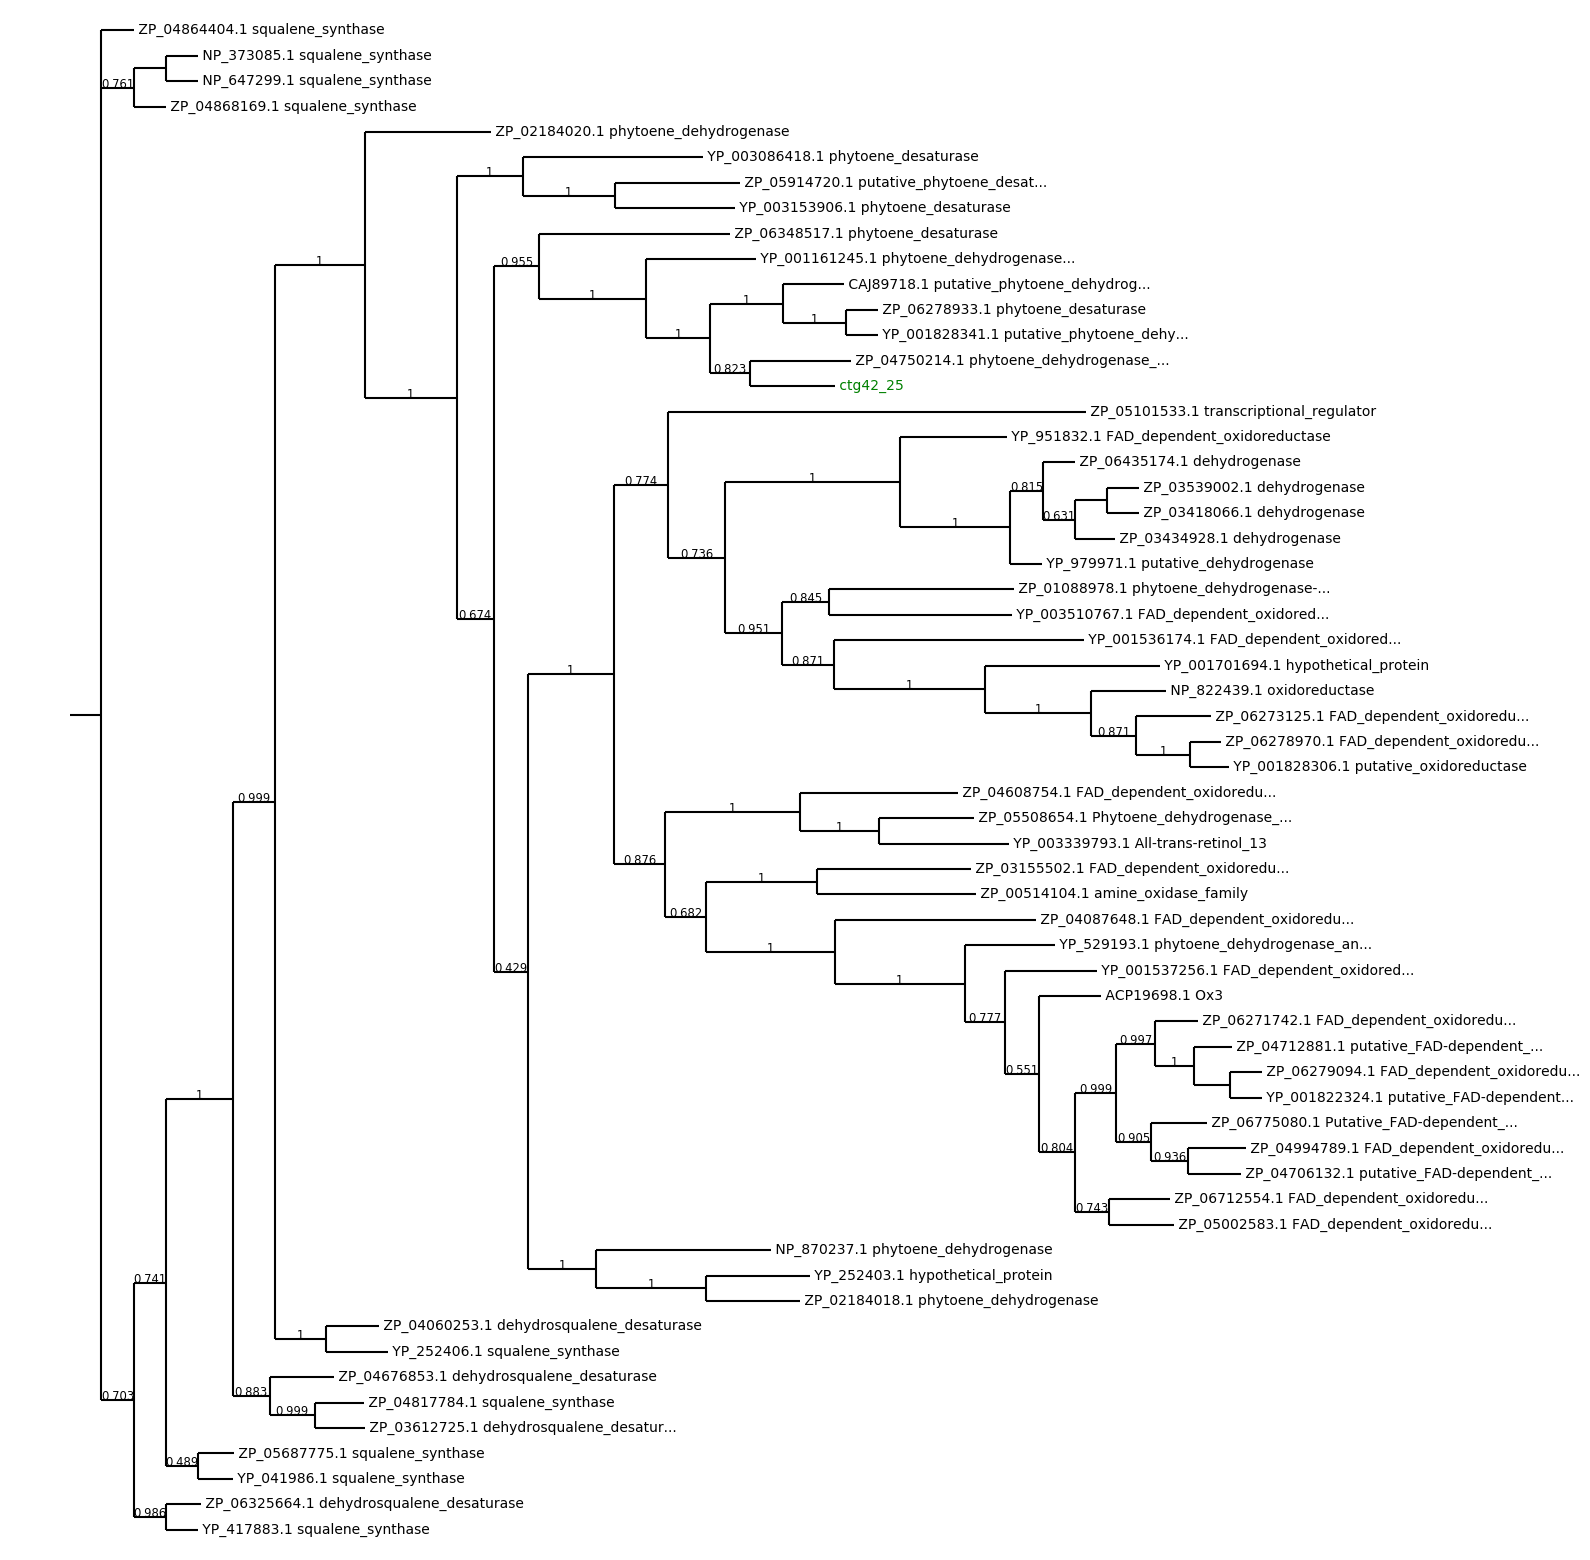 ZP_04864404.1 squalene_synthase
NP_373085.1 squalene_synthase
NP_647299.1 squalene_synthase
0.761
ZP_04868169.1 squalene_synthase
ZP_02184020.1 phytoene_dehydrogenase
YP_003086418.1 phytoene_desaturase
1
ZP_05914720.1 putative_phytoene_desat...
1
YP_003153906.1 phytoene_desaturase
ZP_06348517.1 phytoene_desaturase
1
0.955
YP_001161245.1 phytoene_dehydrogenase...
CAJ89718.1 putative_phytoene_dehydrog...
1
1
ZP_06278933.1 phytoene_desaturase
1
YP_001828341.1 putative_phytoene_dehy...
1
ZP_04750214.1 phytoene_dehydrogenase_...
0.823
ctg42_25
1
ZP_05101533.1 transcriptional_regulator
YP_951832.1 FAD_dependent_oxidoreductase
ZP_06435174.1 dehydrogenase
0.774
1
0.815
ZP_03539002.1 dehydrogenase
ZP_03418066.1 dehydrogenase
0.631
1
ZP_03434928.1 dehydrogenase
0.736
YP_979971.1 putative_dehydrogenase
ZP_01088978.1 phytoene_dehydrogenase-...
0.845
YP_003510767.1 FAD_dependent_oxidored...
0.674
0.951
YP_001536174.1 FAD_dependent_oxidored...
0.871
YP_001701694.1 hypothetical_protein
1
1
NP_822439.1 oxidoreductase
1
ZP_06273125.1 FAD_dependent_oxidoredu...
0.871
ZP_06278970.1 FAD_dependent_oxidoredu...
1
YP_001828306.1 putative_oxidoreductase
ZP_04608754.1 FAD_dependent_oxidoredu...
0.999
1
ZP_05508654.1 Phytoene_dehydrogenase_...
1
YP_003339793.1 All-trans-retinol_13
0.876
ZP_03155502.1 FAD_dependent_oxidoredu...
1
ZP_00514104.1 amine_oxidase_family
0.682
ZP_04087648.1 FAD_dependent_oxidoredu...
1
YP_529193.1 phytoene_dehydrogenase_an...
0.429
YP_001537256.1 FAD_dependent_oxidored...
1
ACP19698.1 Ox3
0.777
ZP_06271742.1 FAD_dependent_oxidoredu...
0.997
ZP_04712881.1 putative_FAD-dependent_...
1
0.551
ZP_06279094.1 FAD_dependent_oxidoredu...
0.999
YP_001822324.1 putative_FAD-dependent...
1
ZP_06775080.1 Putative_FAD-dependent_...
0.905
0.804
ZP_04994789.1 FAD_dependent_oxidoredu...
0.936
ZP_04706132.1 putative_FAD-dependent_...
ZP_06712554.1 FAD_dependent_oxidoredu...
0.743
ZP_05002583.1 FAD_dependent_oxidoredu...
NP_870237.1 phytoene_dehydrogenase
1
YP_252403.1 hypothetical_protein
0.741
1
ZP_02184018.1 phytoene_dehydrogenase
ZP_04060253.1 dehydrosqualene_desaturase
1
YP_252406.1 squalene_synthase
ZP_04676853.1 dehydrosqualene_desaturase
0.703
0.883
ZP_04817784.1 squalene_synthase
0.999
ZP_03612725.1 dehydrosqualene_desatur...
ZP_05687775.1 squalene_synthase
0.489
YP_041986.1 squalene_synthase
ZP_06325664.1 dehydrosqualene_desaturase
0.986
YP_417883.1 squalene_synthase